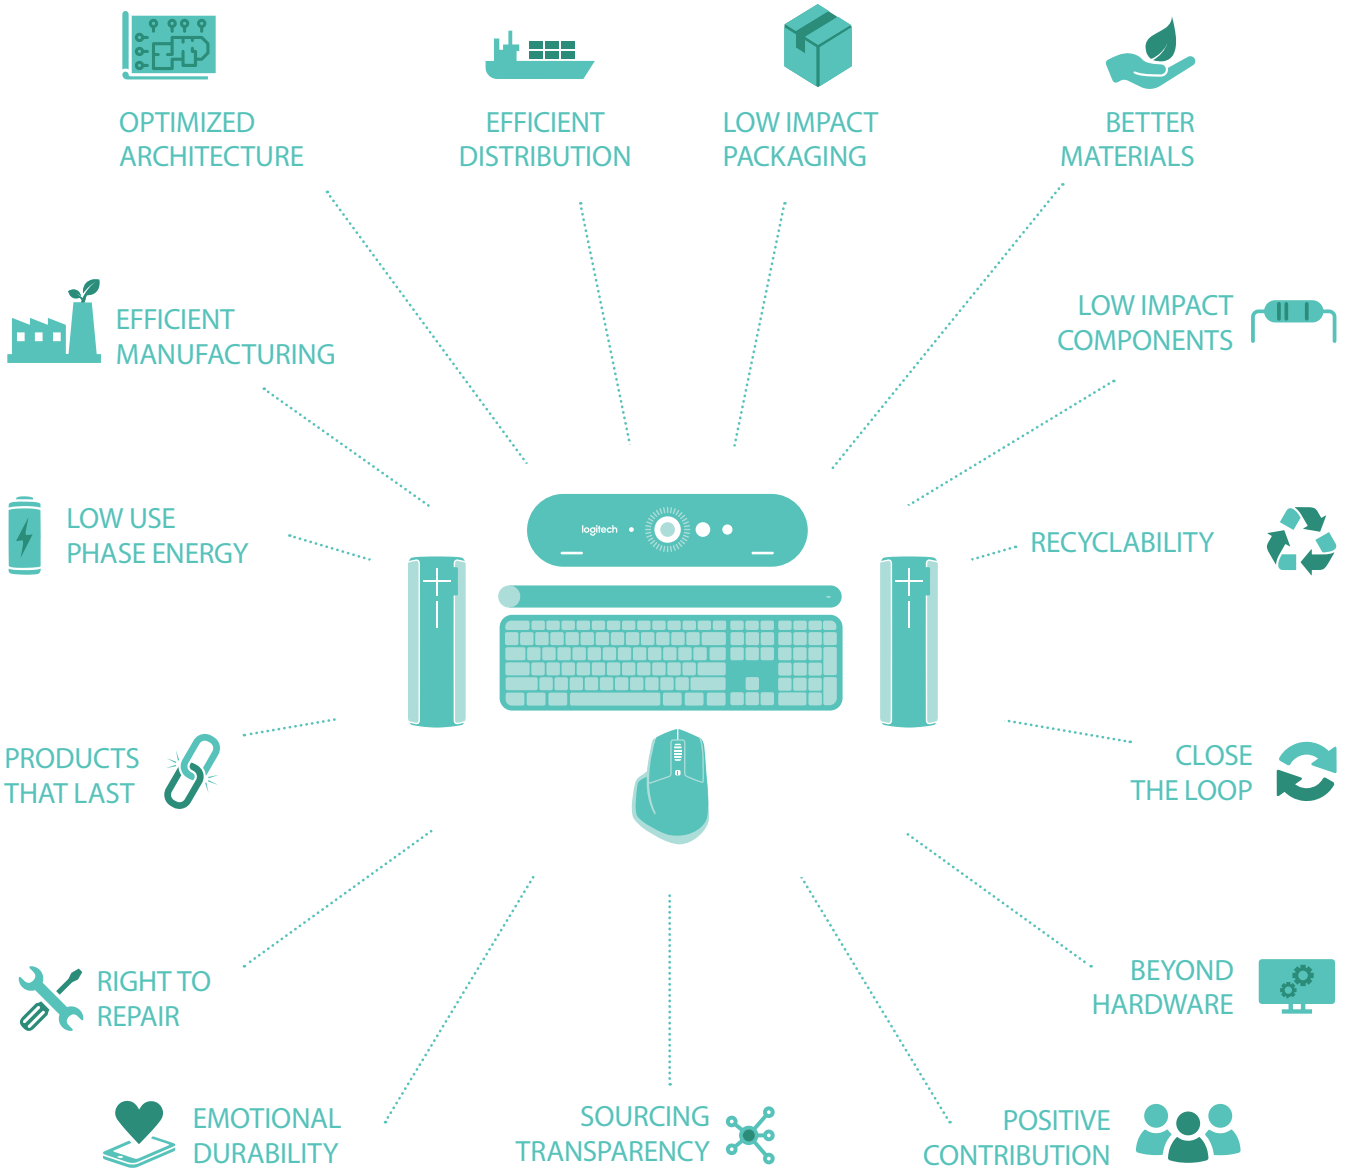 OPTIMIZED
ARCHITECTURE
EFFICIENT
DISTRIBUTION
LOW IMPACT
PACKAGING
BETTER
MATERIALS
EFFICIENT
MANUFACTURING
LOW IMPACT
COMPONENTS
LOW USE
PHASE ENERGY
logitech
RECYCLABILITY
PRODUCTS
THAT LAST
CLOSE
THE LOOP
RIGHT TO
REPAIR
BEYOND
HARDWARE
EMOTIONAL
DURABILITY
SOURCING
TRANSPARENCY
POSITIVE
CONTRIBUTION